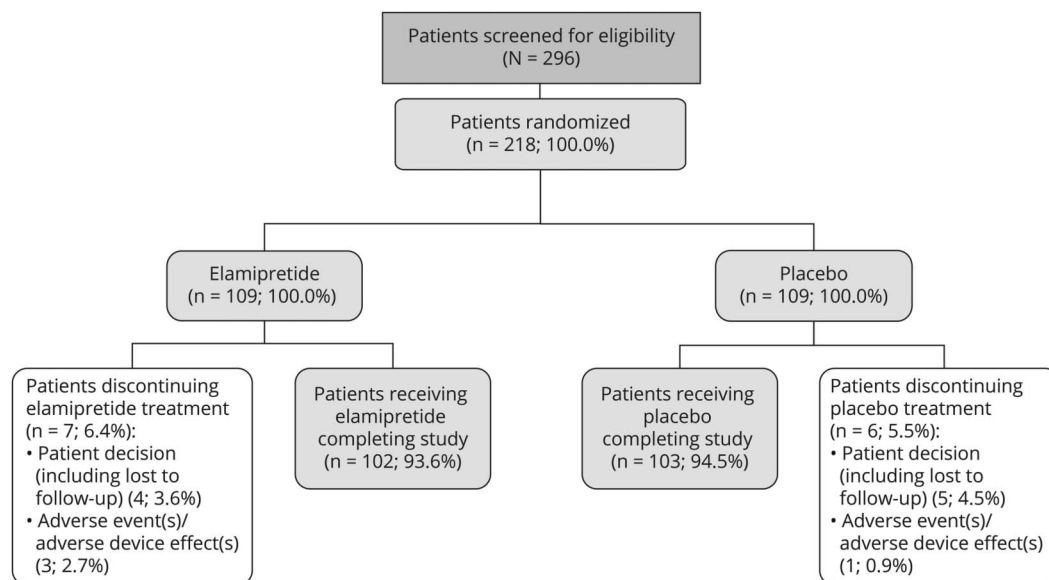 Patients screened for eligibility
(N = 296)
Patients randomized
(n = 218; 100.0%)
Elamipretide
(n = 109; 100.0%)
Placebo
(n = 109; 100.0%)
Patients discontinuing
elamipretide treatment
(n = 7; 6.4%):
• Patient decision
(including lost to
follow-up) (4; 3.6%)
• Adverse event(s)/
adverse device effect(s)
(3; 2.7%)
Patients receiving
elamipretide
completing study
(n = 102; 93.6%)
Patients receiving
placebo
completing study
(n = 103; 94.5%)
Patients discontinuing
placebo treatment
(n = 6; 5.5%):
• Patient decision
(including lost to
follow-up) (5; 4.5%)
• Adverse event(s)/
adverse device effect(s)
(1; 0.9%)